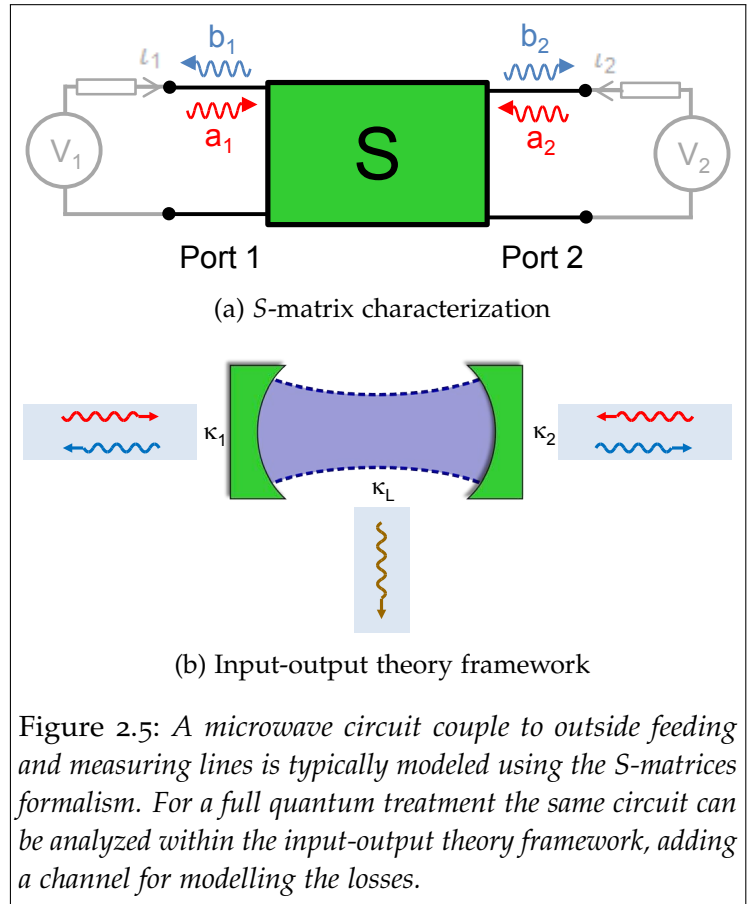 b1 b2
ι1 ι2
a1 a2
V1 S V2
Port 1 Port 2
(a) S-matrix characterization
κ1 κ2
κL
(b) Input-output theory framework
Figure 2.5: A microwave circuit couple to outside feeding
and measuring lines is typically modeled using the S-matrices
formalism. For a full quantum treatment the same circuit can
be analyzed within the input-output theory framework, adding
a channel for modelling the losses.